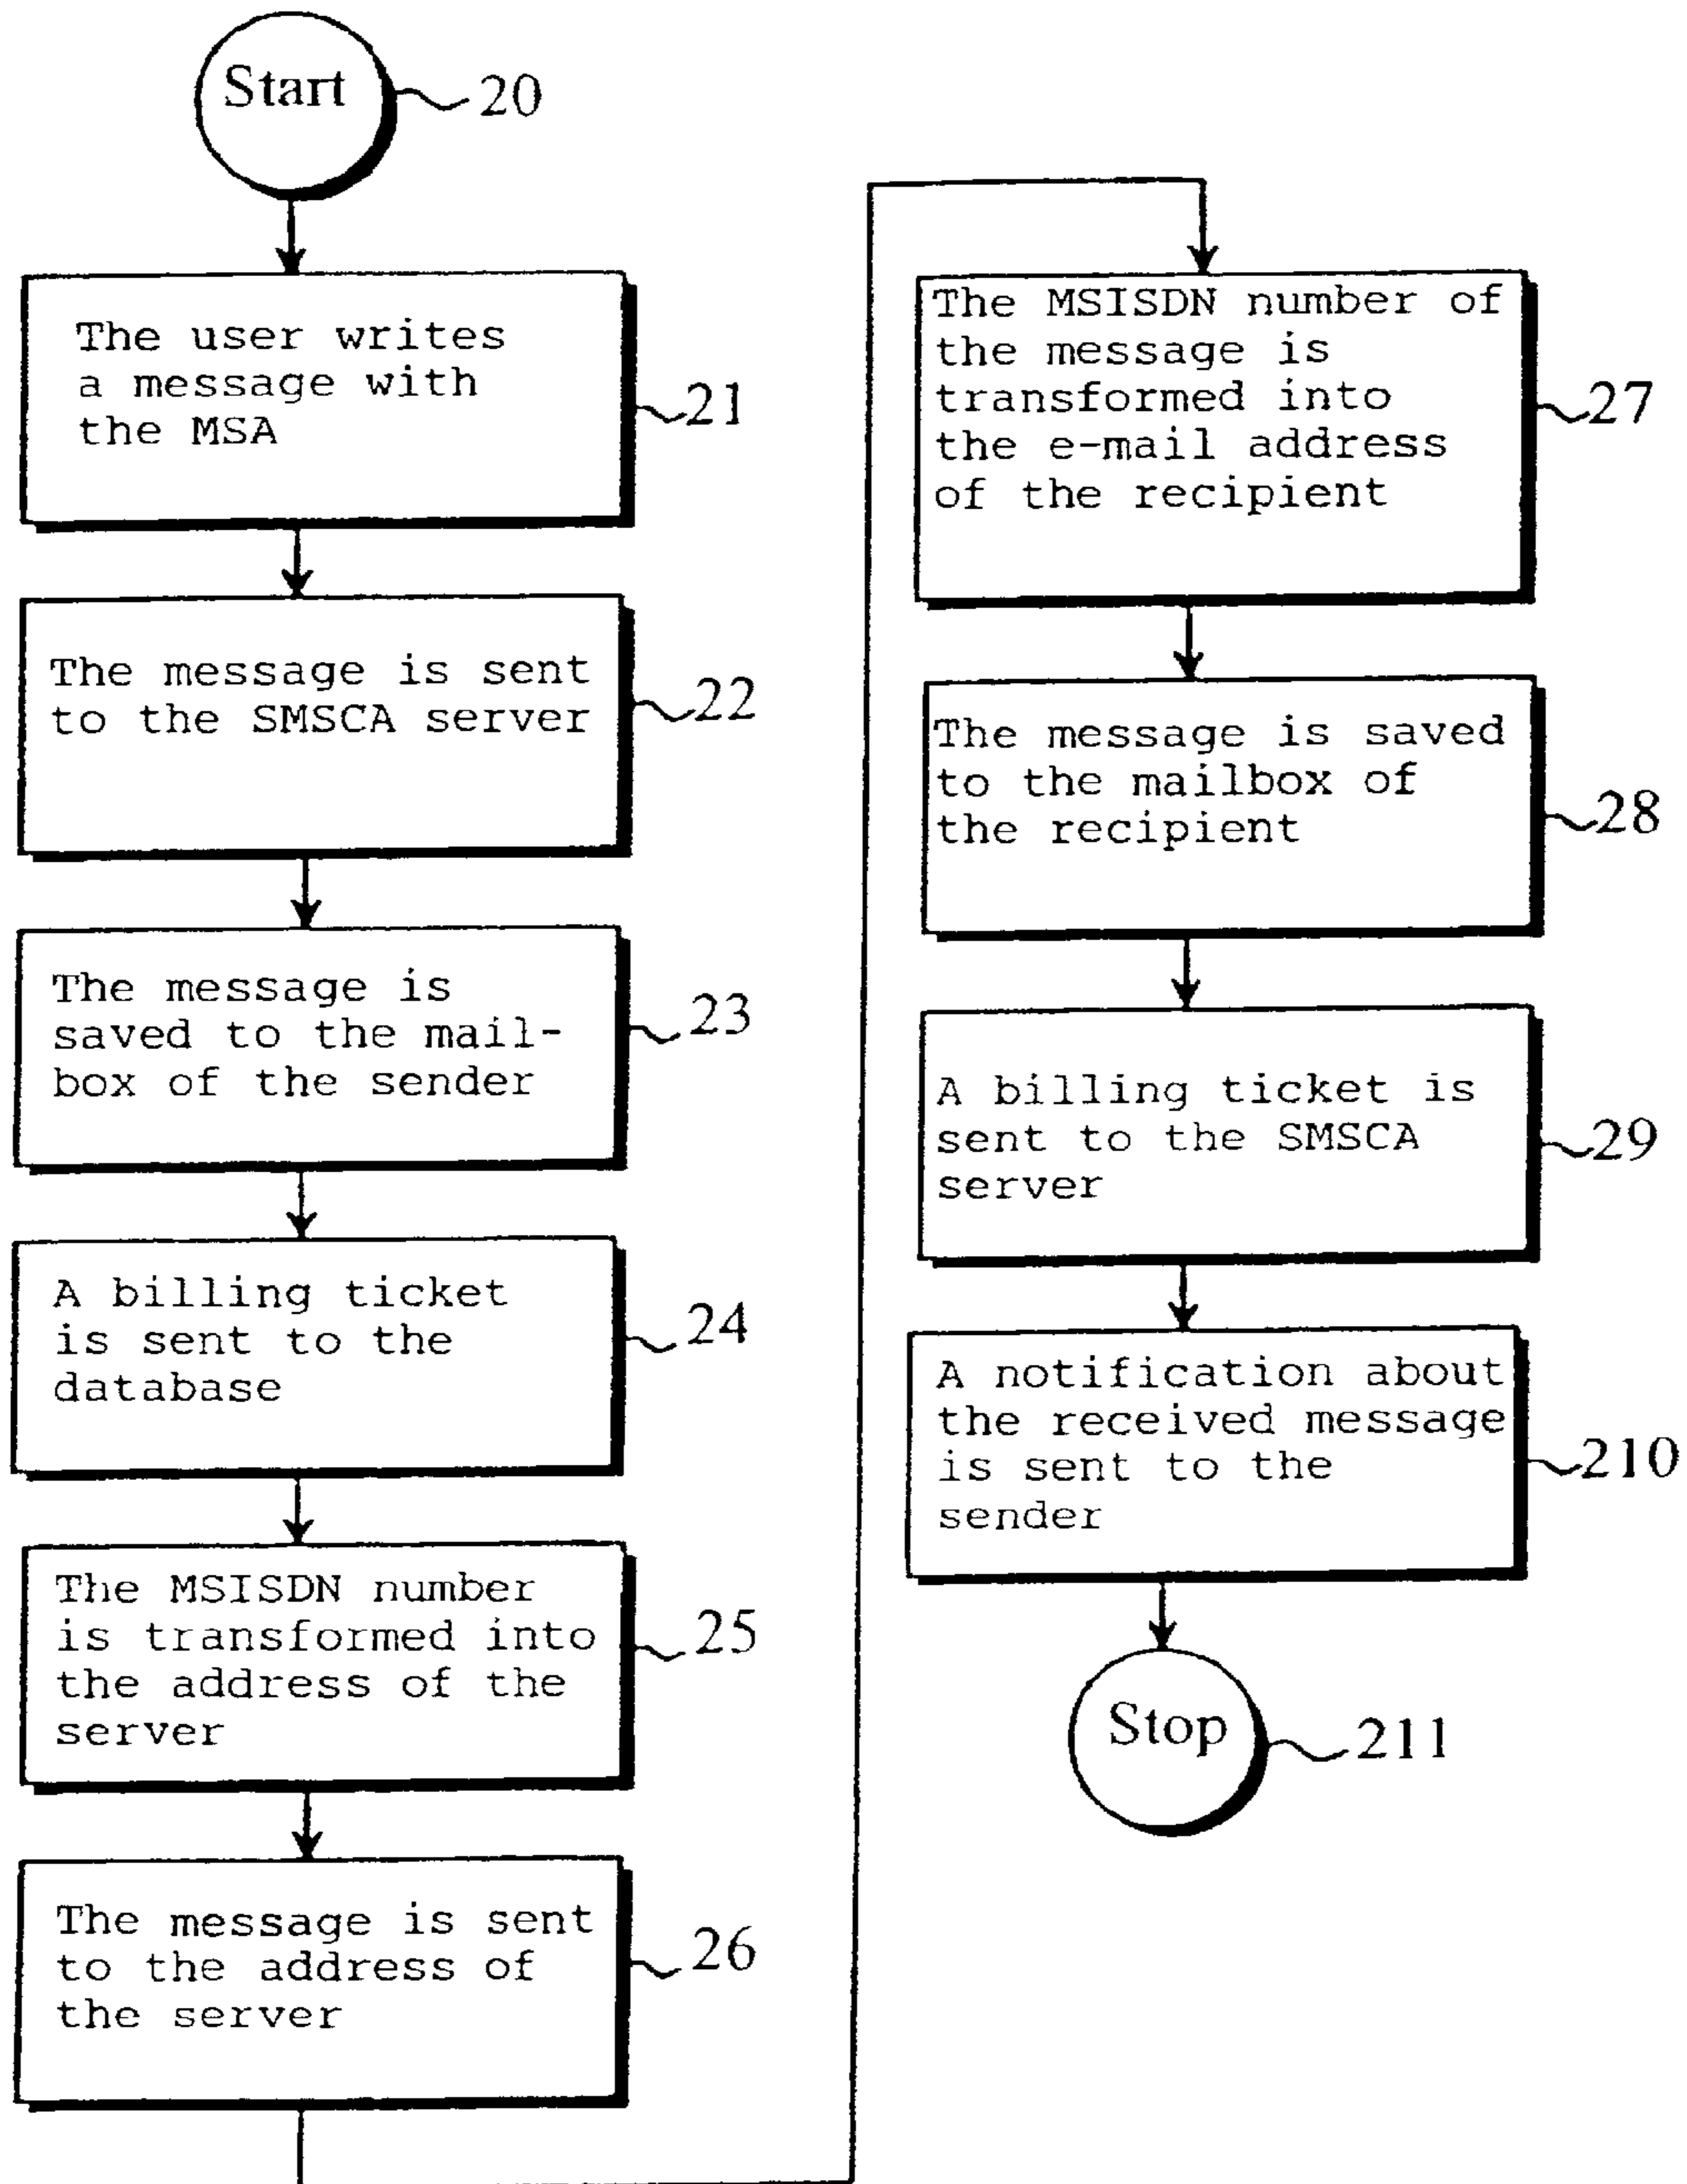 Start
20
The user writes
a message with
the MSA
21
The message is sent
to the SMSCA server
22
The message is
saved to the mail-
box of the sender
23
A billing ticket
is sent to the
database
24
The MSISDN number
is transformed into
the address of the
server
25
The message is sent
to the address of
the server
26
The MSISDN number of
the message is
transformed into
the e-mail address
of the recipient
27
The message is saved
to the mailbox of
the recipient
28
A billing ticket is
sent to the SMSCA
server
29
A notification about
the received message
is sent to the
sender
210
Stop
211